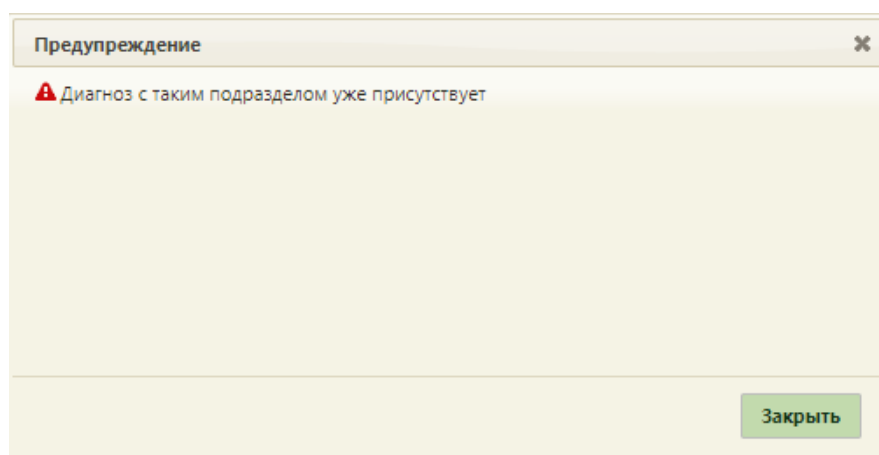 Предупреждение
Диагноз с таким подразделом уже присутствует
Закрыть